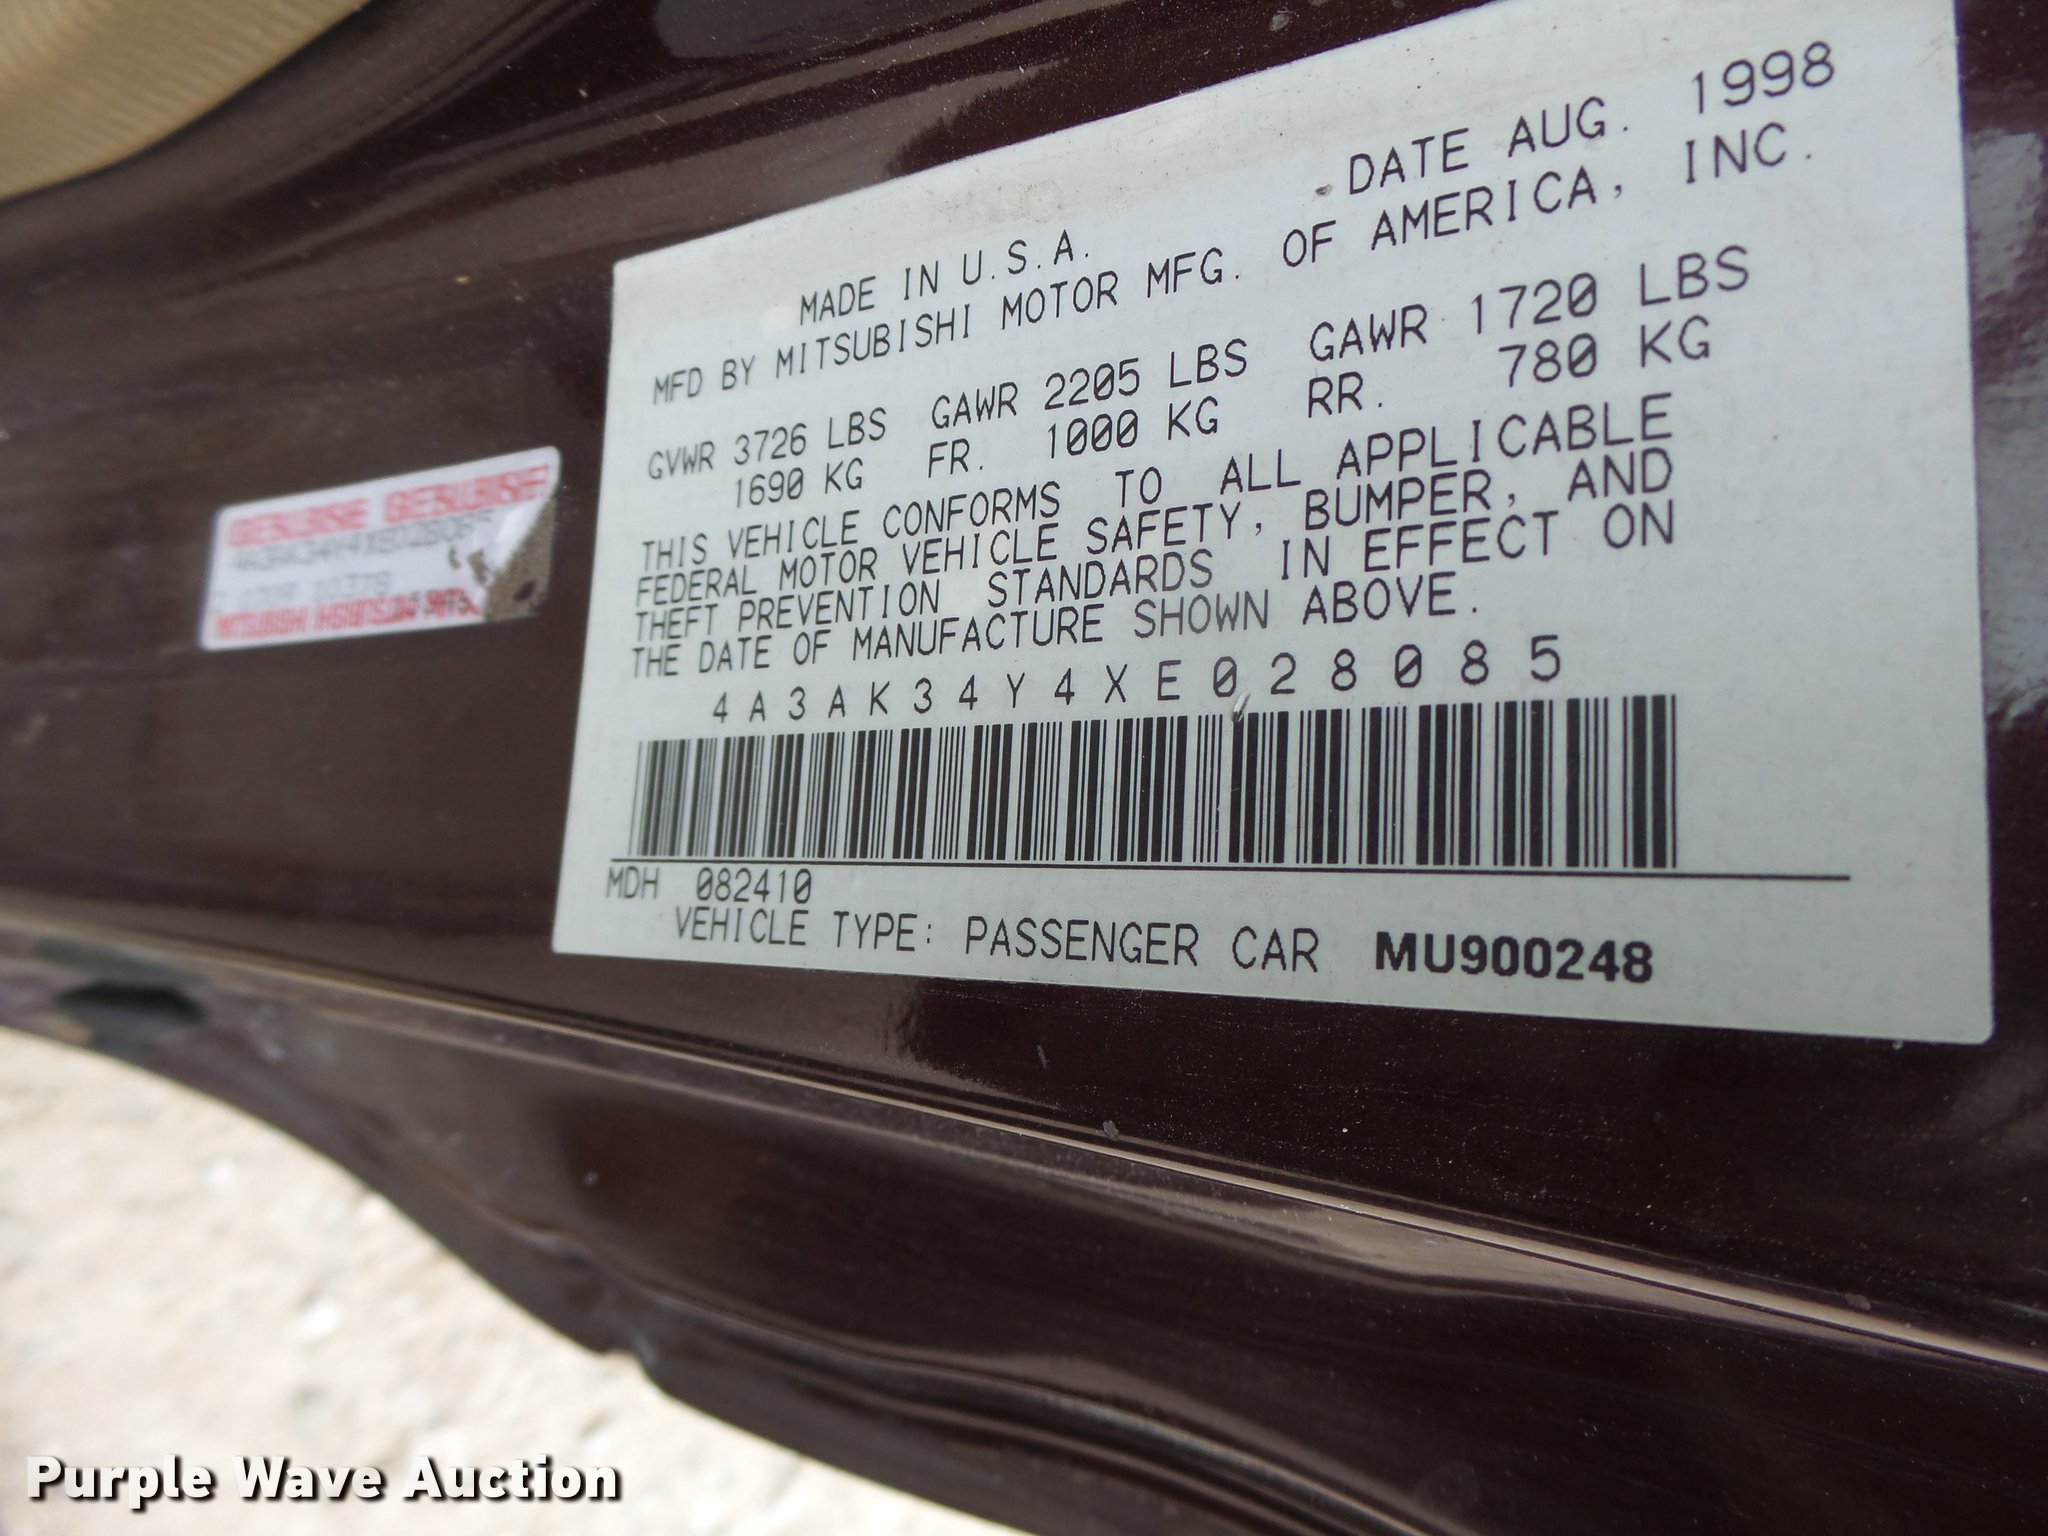 DATE AUG. 1998
MADE IN U.S.A.
MFD BY MITSUBISHI MOTOR MFG. OF AMERICA, INC.
GVWR 3726 LBS GAWR 2205 LBS GAWR 1720 LBS
1690 KG FR. 1000 KG RR. 780 KG
THIS VEHICLE CONFORMS TO ALL APPLICABLE
FEDERAL MOTOR VEHICLE SAFETY, BUMPER, AND
THEFT PREVENTION STANDARDS IN EFFECT ON
THE DATE OF MANUFACTURE SHOWN ABOVE.
4A3AK34Y4XE028085
MDH 082410
VEHICLE TYPE: PASSENGER CAR MU900248
Purple Wave Auction